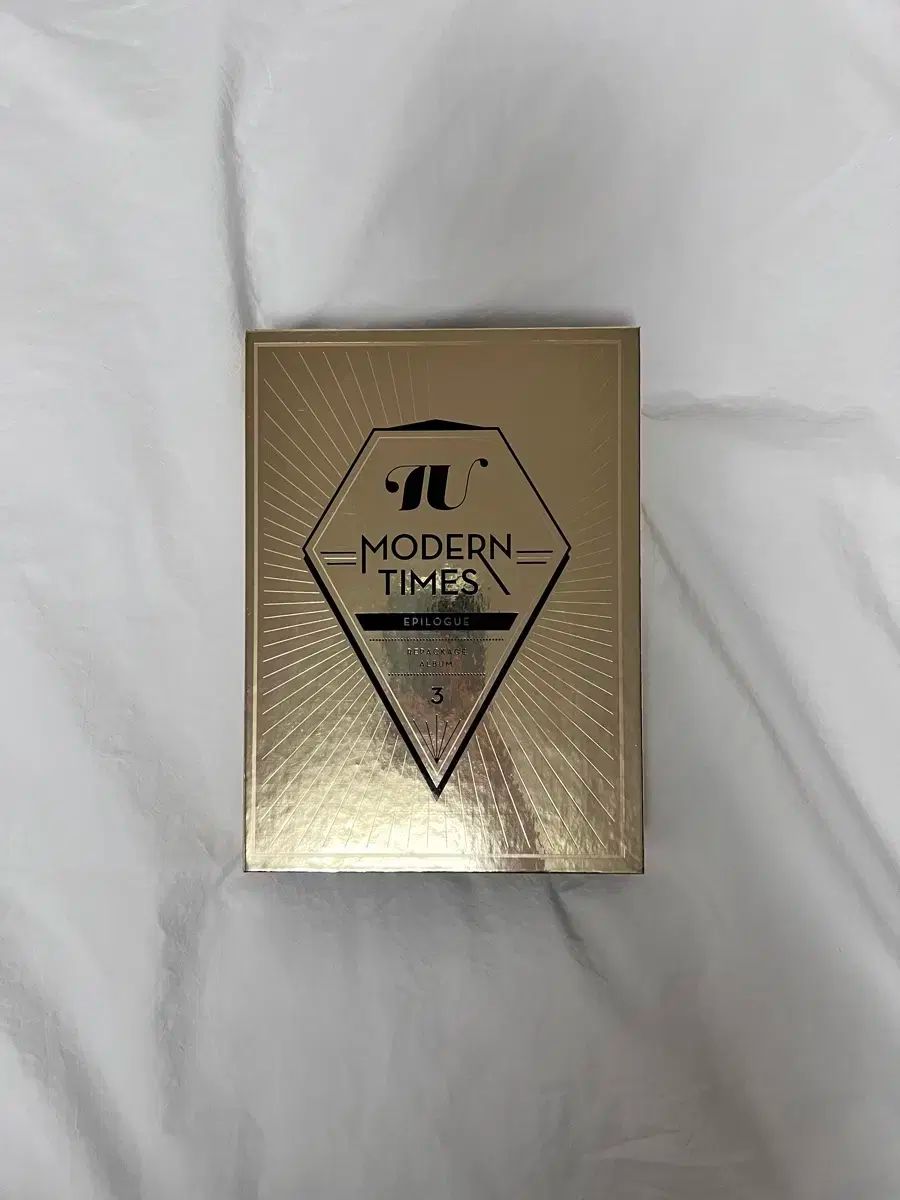 IU
MODERN
TIMES
EPILOGUE
REPACKAGE
ALBUM
3